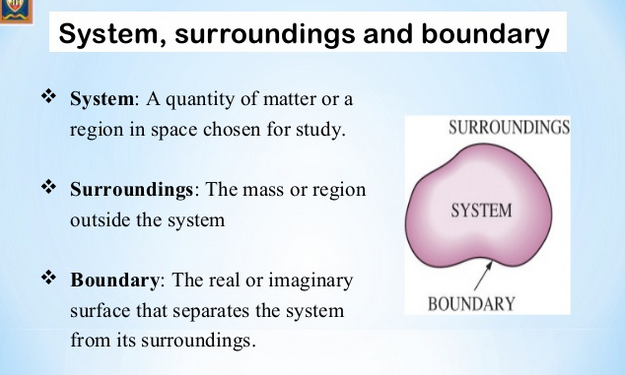 System, surroundings and boundary
❖ System: A quantity of matter or a
region in space chosen for study.
❖ Surroundings: The mass or region
outside the system
❖ Boundary: The real or imaginary
surface that separates the system
from its surroundings.
SURROUNDINGS
SYSTEM
BOUNDARY